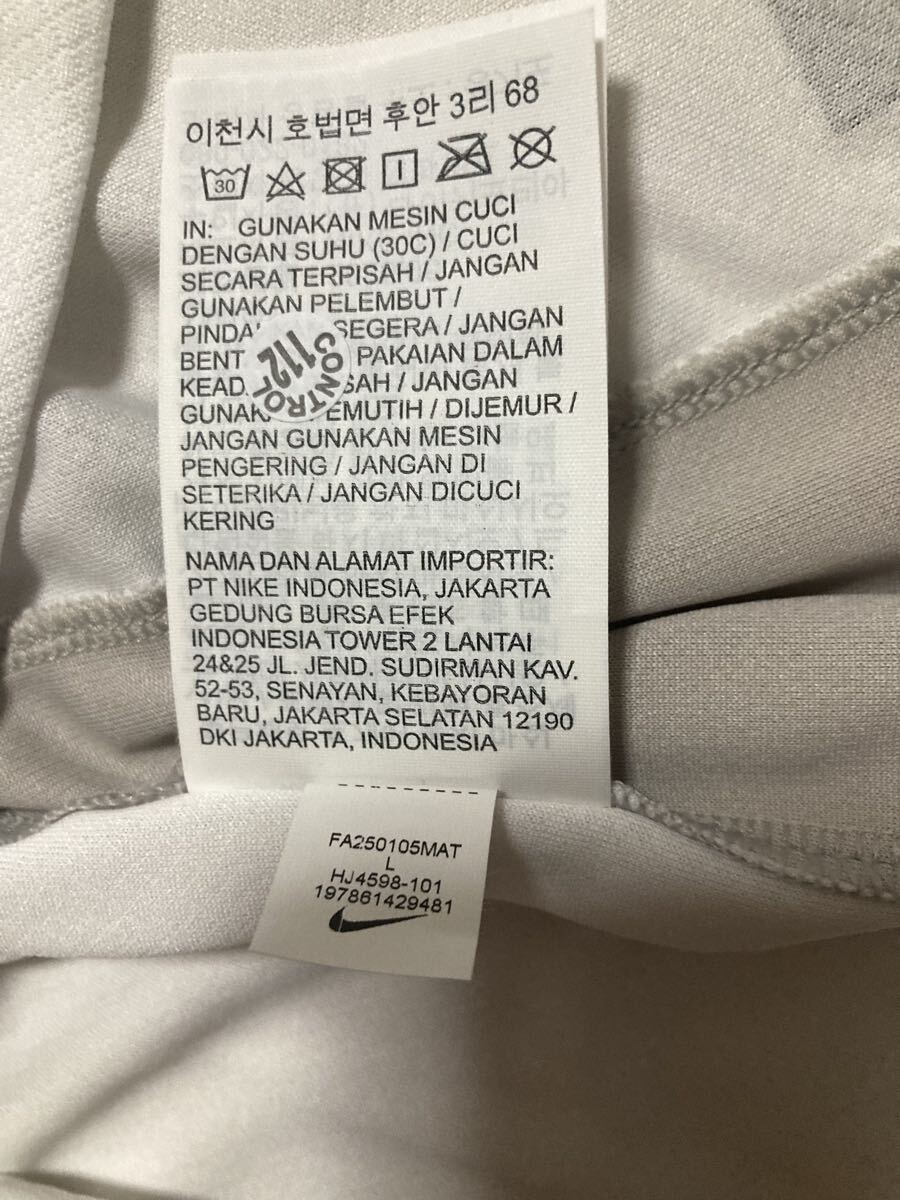 이천시 호법면 후안 3리 68
30
IN: GUNAKAN MESIN CUCI
DENGAN SUHU (30C) / CUCI
SECARA TERPISAH / JANGAN
GUNAKAN PELEMBUT /
SEGERA / JANGAN
PAKAIAN DALAM
/ JANGAN
/ DIJEMUR /
JANGAN GUNAKAN MESIN
PENGERING / JANGAN DI
SETERIKA / JANGAN DICUCI
KERING
CONTROL
C112
NAMA DAN ALAMAT IMPORTIR:
PT NIKE INDONESIA, JAKARTA
GEDUNG BURSA EFEK
INDONESIA TOWER 2 LANTAI
24&25 JL. JEND. SUDIRMAN KAV.
52-53, SENAYAN, KEBAYORAN
BARU, JAKARTA SELATAN 12190
DKI JAKARTA, INDONESIA
FA250105MAT
L
HJ4598-101
197861429481